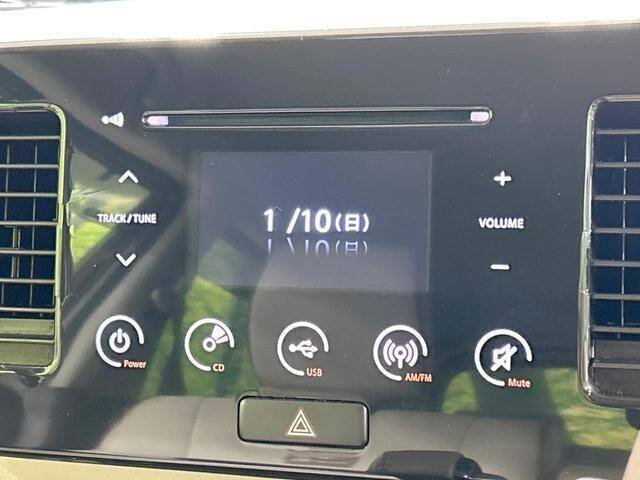 TRACK/TUNE
1/10(日)
VOLUME
Power
CD
USB
AM/FM
Mute